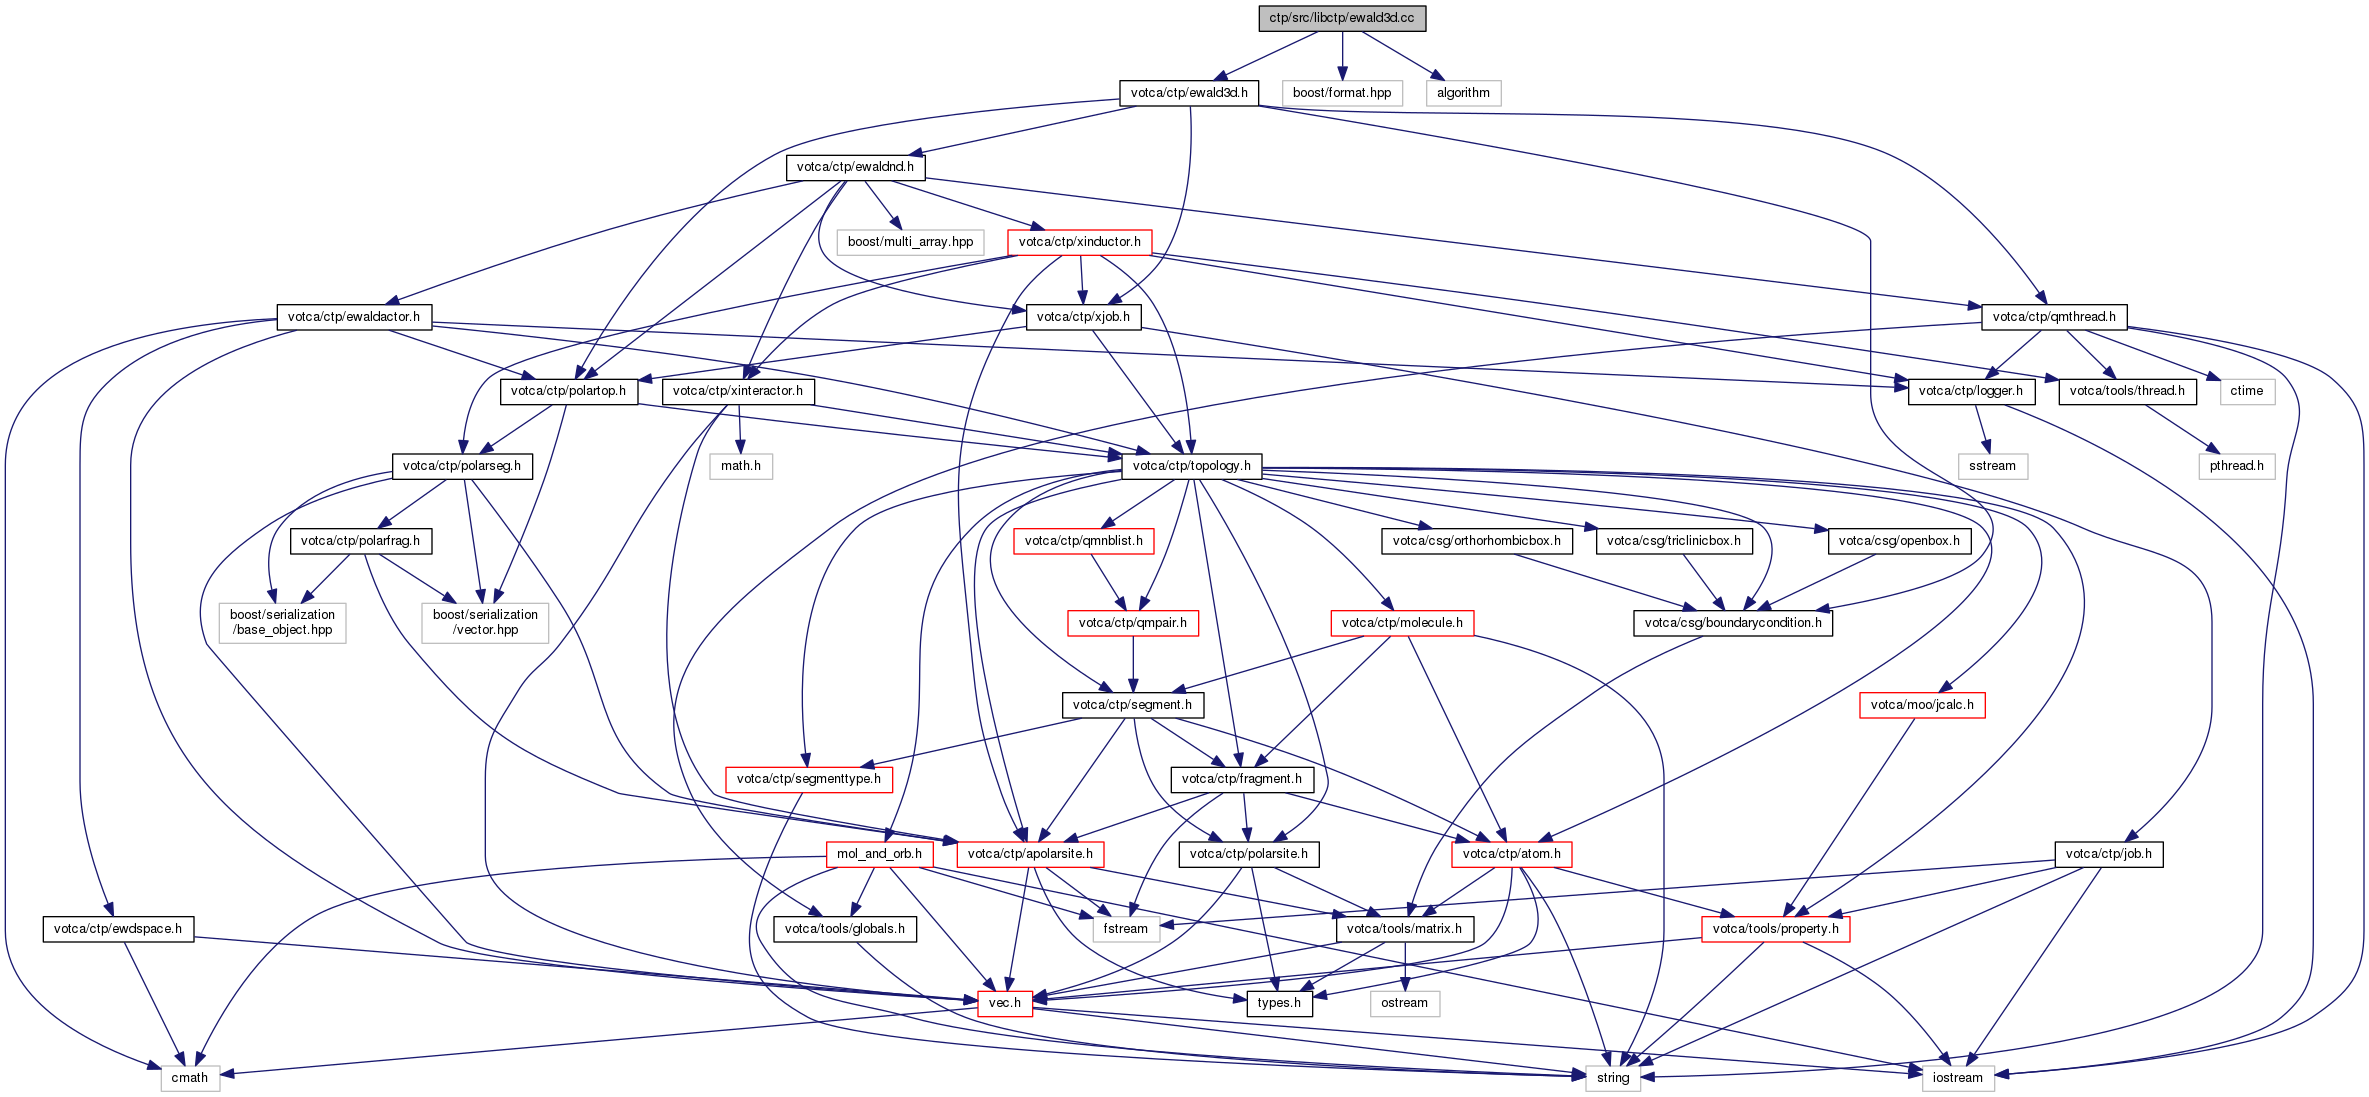 ctp/src/libctp/ewald3d.cc
votca/ctp/ewald3d.h
boost/format.hpp
algorithm
votca/ctp/ewaldnd.h
boost/multi_array.hpp
votca/ctp/xinductor.h
votca/ctp/ewaldactor.h
votca/ctp/xjob.h
votca/ctp/qmthread.h
votca/ctp/polartop.h
votca/ctp/xinteractor.h
votca/ctp/logger.h
votca/tools/thread.h
ctime
votca/ctp/polarseg.h
math.h
votca/ctp/topology.h
sstream
pthread.h
votca/ctp/polarfrag.h
votca/ctp/qmnblist.h
votca/csg/orthorhombicbox.h
votca/csg/triclinicbox.h
votca/csg/openbox.h
boost/serialization
/base_object.hpp
boost/serialization
/vector.hpp
votca/ctp/qmpair.h
votca/ctp/molecule.h
votca/csg/boundarycondition.h
votca/ctp/segment.h
votca/moo/jcalc.h
votca/ctp/segmenttype.h
votca/ctp/fragment.h
mol_and_orb.h
votca/ctp/apolarsite.h
votca/ctp/polarsite.h
votca/ctp/atom.h
votca/ctp/job.h
votca/ctp/ewdspace.h
votca/tools/globals.h
fstream
votca/tools/matrix.h
votca/tools/property.h
vec.h
types.h
ostream
cmath
string
iostream